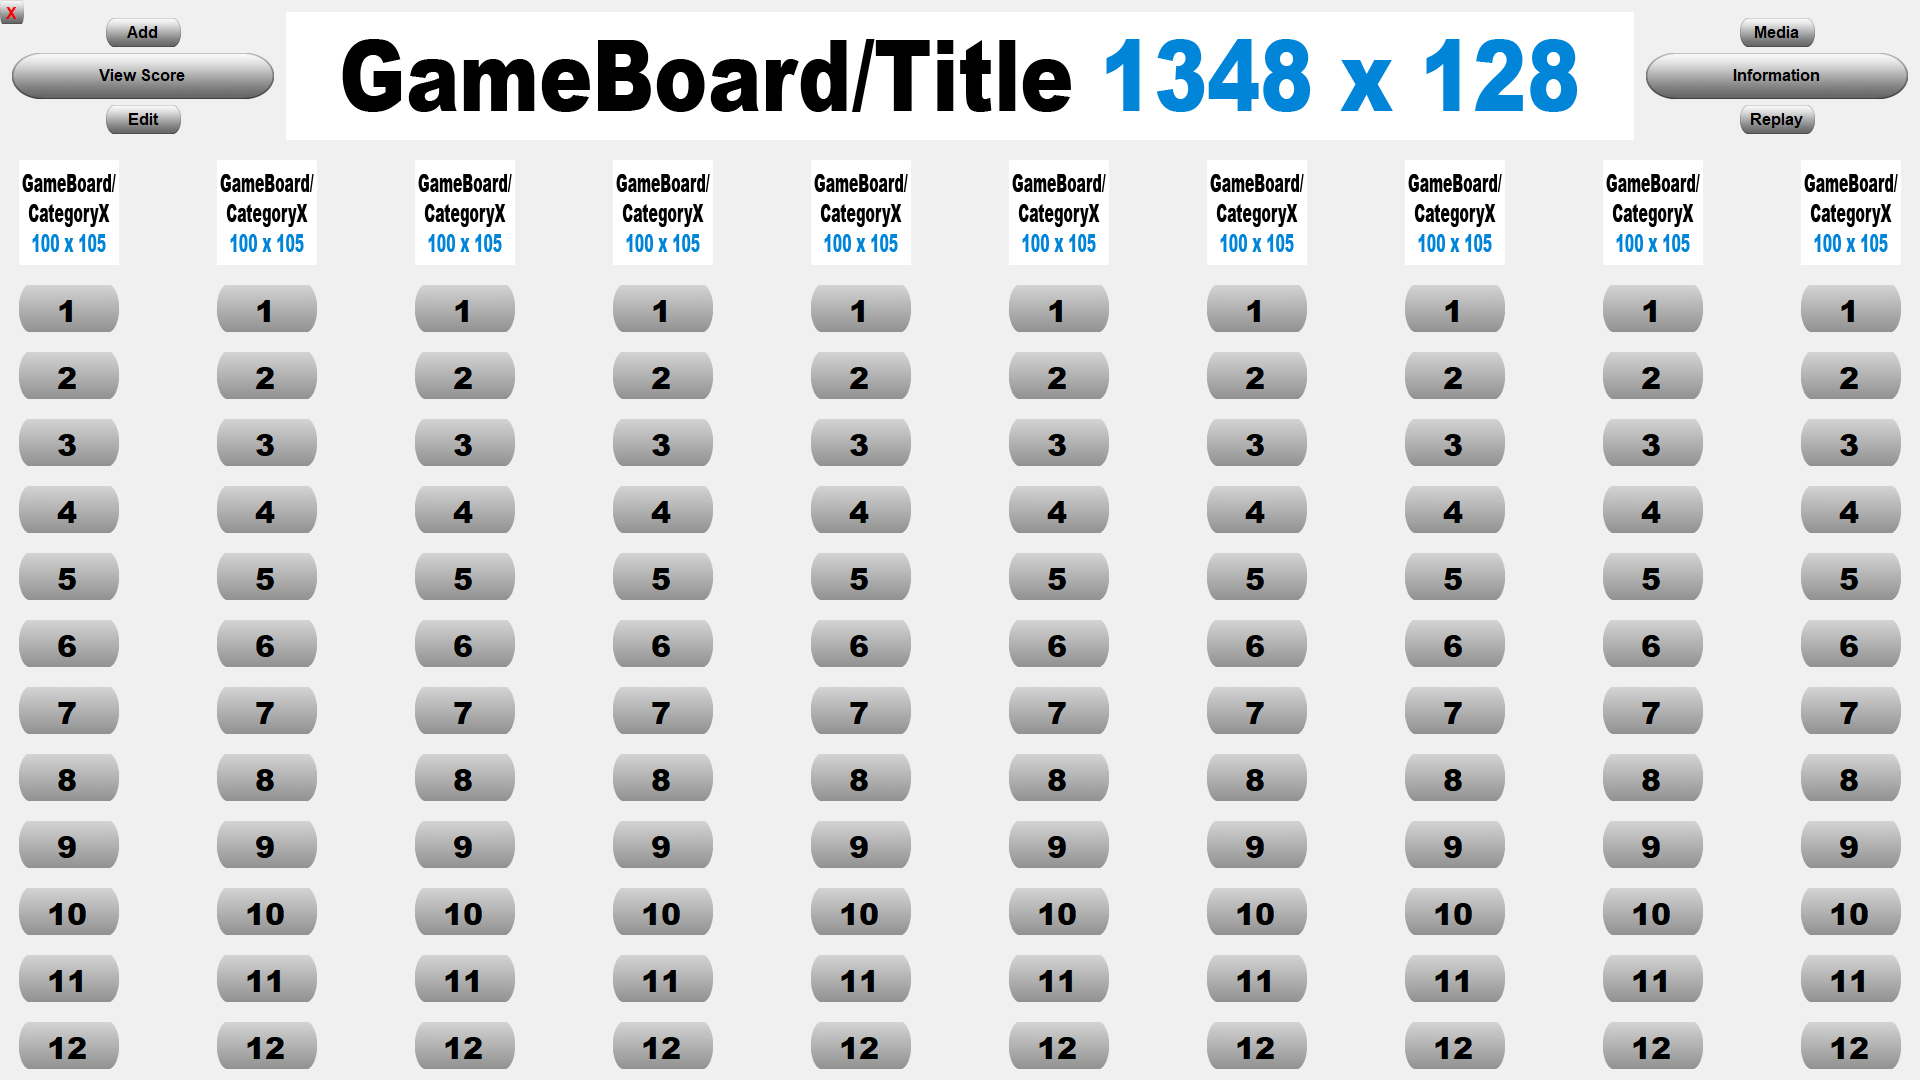 X
Add
View Score
Edit
GameBoard/Title 1348 x 128
Media
Information
Replay
GameBoard/ GameBoard/ GameBoard/ GameBoard/ GameBoard/ GameBoard/ GameBoard/ GameBoard/ GameBoard/ GameBoard/
CategoryX CategoryX CategoryX CategoryX CategoryX CategoryX CategoryX CategoryX CategoryX CategoryX
100 x 105 100 x 105 100 x 105 100 x 105 100 x 105 100 x 105 100 x 105 100 x 105 100 x 105 100 x 105
1 1 1 1 1 1 1 1 1 1
2 2 2 2 2 2 2 2 2 2
3 3 3 3 3 3 3 3 3 3
4 4 4 4 4 4 4 4 4 4
5 5 5 5 5 5 5 5 5 5
6 6 6 6 6 6 6 6 6 6
7 7 7 7 7 7 7 7 7 7
8 8 8 8 8 8 8 8 8 8
9 9 9 9 9 9 9 9 9 9
10 10 10 10 10 10 10 10 10 10
11 11 11 11 11 11 11 11 11 11
12 12 12 12 12 12 12 12 12 12